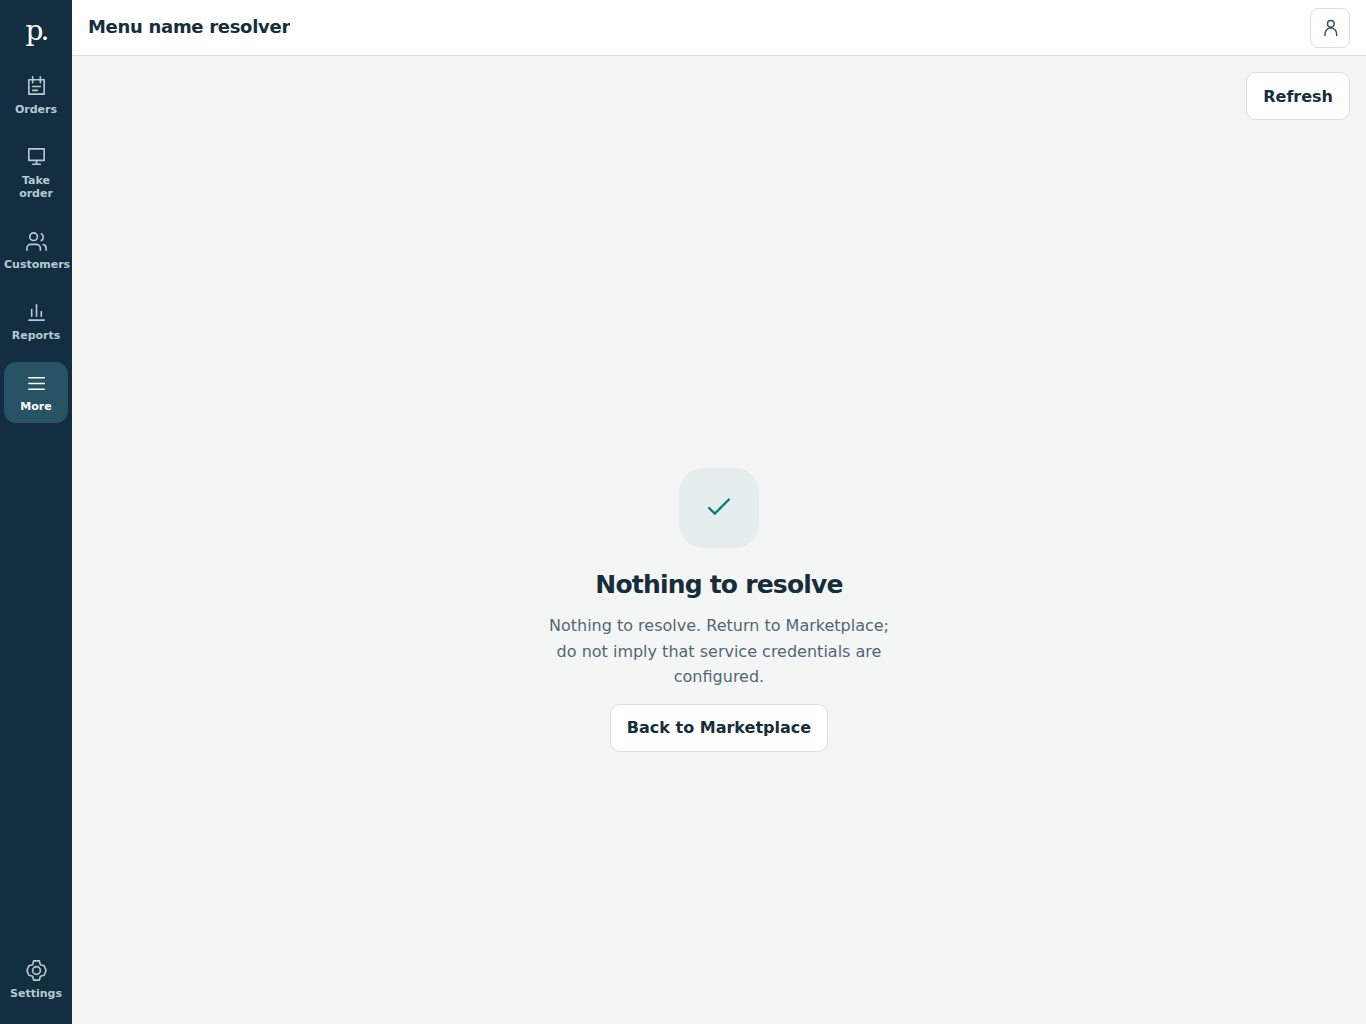 p.
Menu name resolver
Orders
Take
order
Customers
Reports
More
Settings
Refresh
Nothing to resolve
Nothing to resolve. Return to Marketplace;
do not imply that service credentials are
configured.
Back to Marketplace